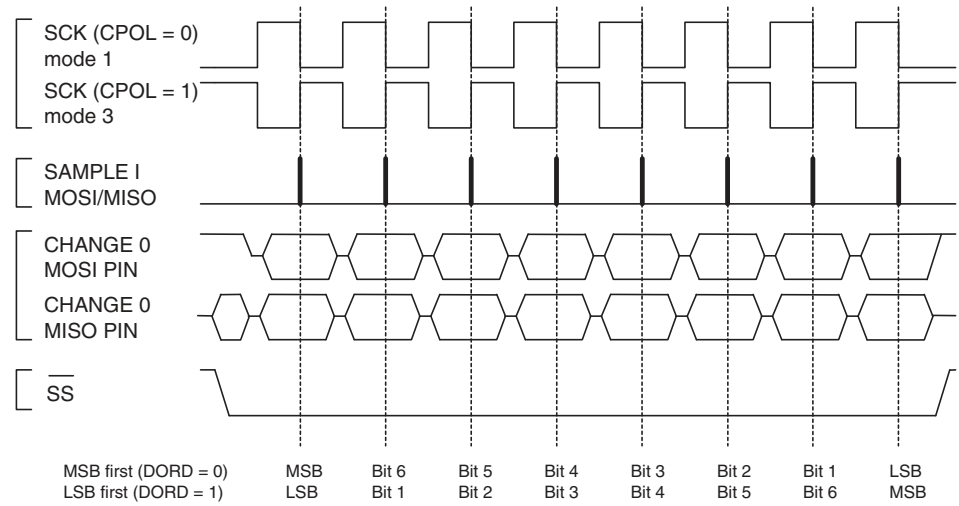 SCK (CPOL = 0)
mode 1
SCK (CPOL = 1)
mode 3
SAMPLE I
MOSI/MISO
CHANGE 0
MOSI PIN
CHANGE 0
MISO PIN
SS
MSB first (DORD = 0) MSB Bit 6 Bit 5 Bit 4 Bit 3 Bit 2 Bit 1 LSB
LSB first (DORD = 1) LSB Bit 1 Bit 2 Bit 3 Bit 4 Bit 5 Bit 6 MSB